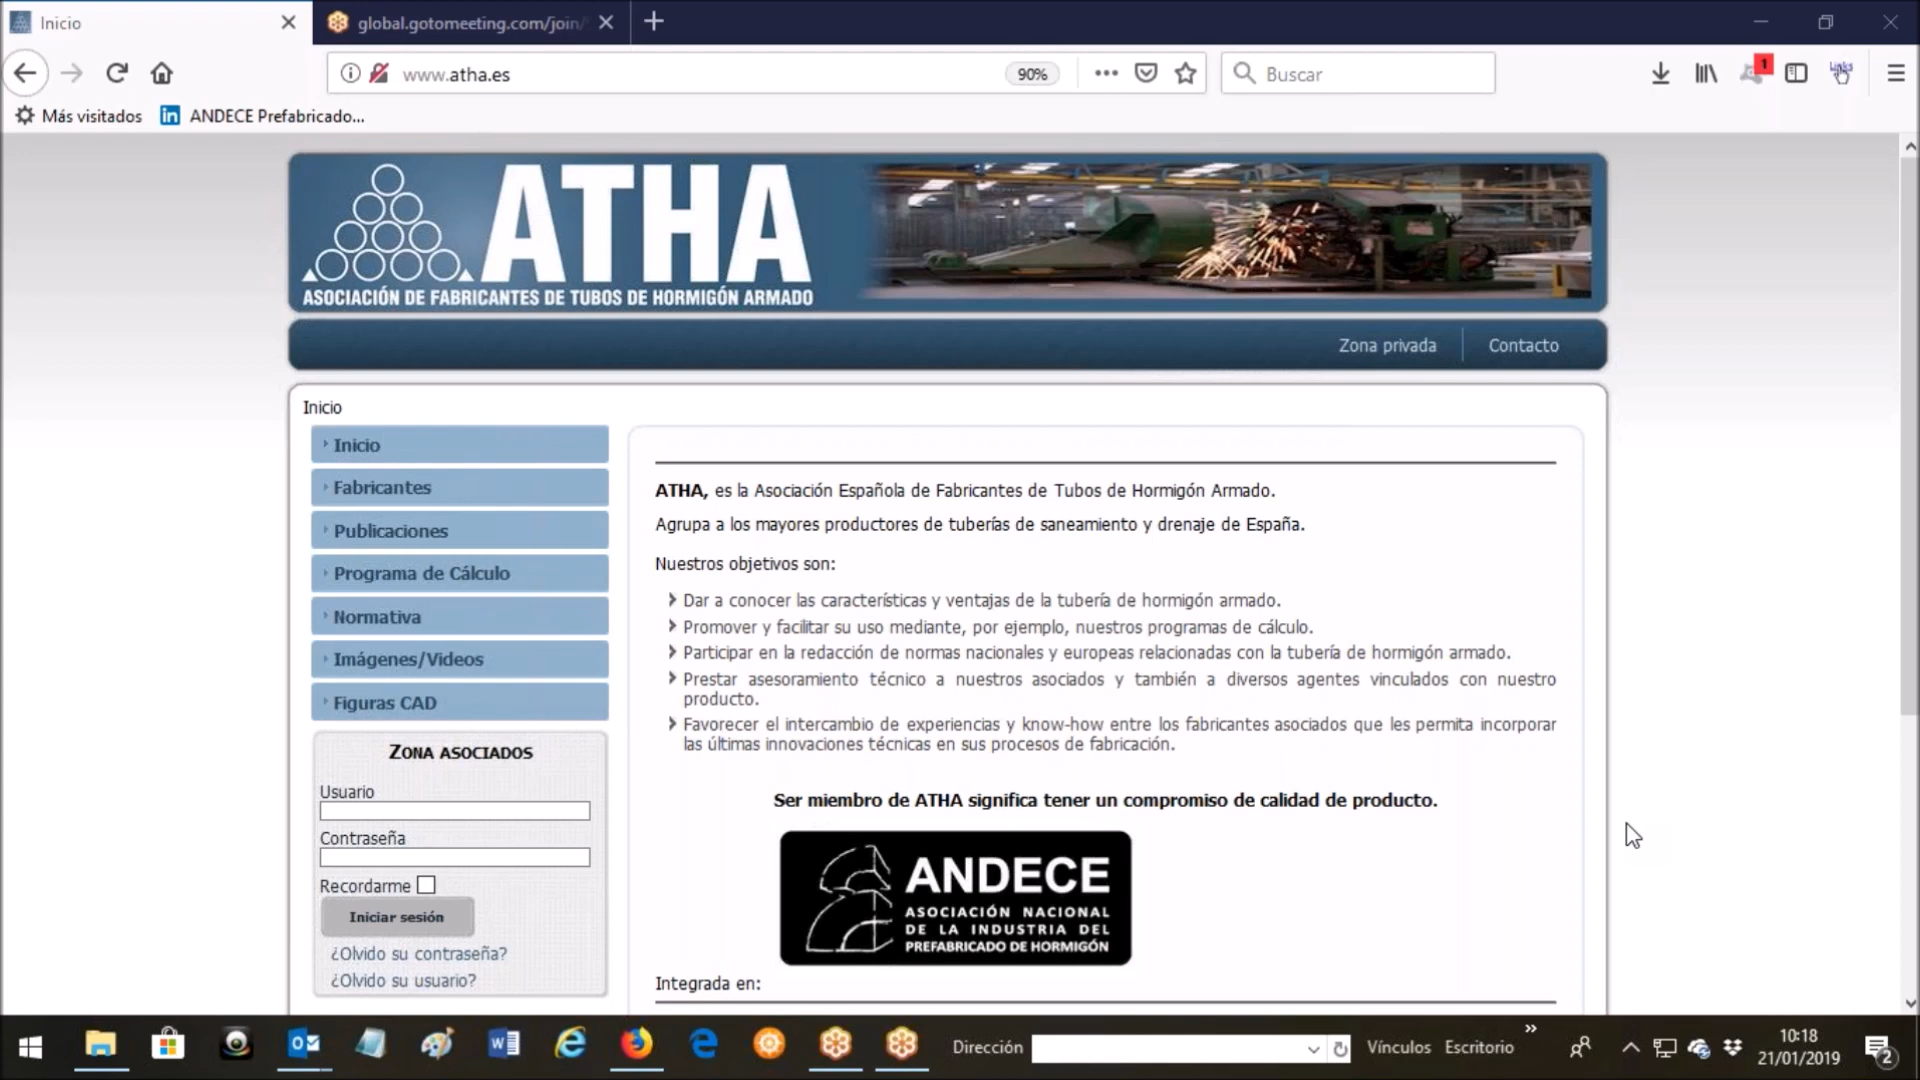 Inicio
global.gotomeeting.com/join/
www.atha.es
90%
Buscar
1
Links
Más visitados
in
ANDECE Prefabricado...
ATHA
ASOCIACIÓN DE FABRICANTES DE TUBOS DE HORMIGÓN ARMADO
Zona privada
Contacto
Inicio
Inicio
Fabricantes
Publicaciones
Programa de Cálculo
Normativa
Imágenes/Videos
Figuras CAD
ZONA ASOCIADOS
Usuario
Contraseña
Recordarme
Iniciar sesión
¿Olvido su contraseña?
¿Olvido su usuario?
ATHA, es la Asociación Española de Fabricantes de Tubos de Hormigón Armado.
Agrupa a los mayores productores de tuberías de saneamiento y drenaje de España.
Nuestros objetivos son:
Dar a conocer las características y ventajas de la tubería de hormigón armado.
Promover y facilitar su uso mediante, por ejemplo, nuestros programas de cálculo.
Participar en la redacción de normas nacionales y europeas relacionadas con la tubería de hormigón armado.
Prestar asesoramiento técnico a nuestros asociados y también a diversos agentes vinculados con nuestro
producto.
Favorecer el intercambio de experiencias y know-how entre los fabricantes asociados que les permita incorporar
las últimas innovaciones técnicas en sus procesos de fabricación.
Ser miembro de ATHA significa tener un compromiso de calidad de producto.
ANDECE
ASOCIACIÓN NACIONAL
DE LA INDUSTRIA DEL
PREFABRICADO DE HORMIGÓN
Integrada en:
Dirección
Vínculos
Escritorio
10:18
21/01/2019
2